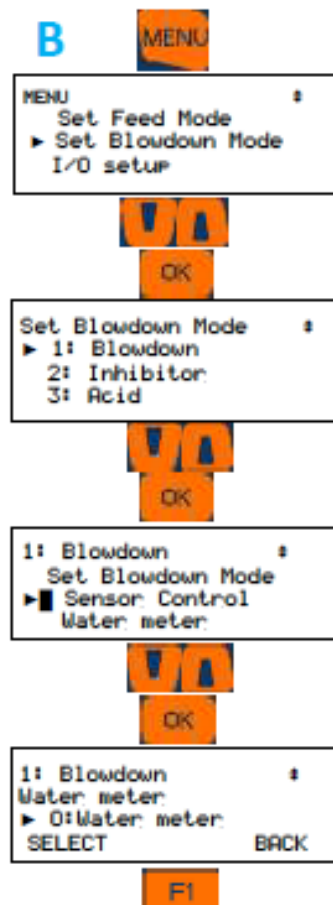 B
MENU
MENU
Set Feed Mode
► Set Blowdown Mode
I/O setup
OK
Set Blowdown Mode
► 1: Blowdown
2: Inhibitor
3: Acid
OK
1: Blowdown
Set Blowdown Mode
►█ Sensor Control
Water meter
OK
1: Blowdown
Water meter
► O:Water meter
SELECT BACK
F1